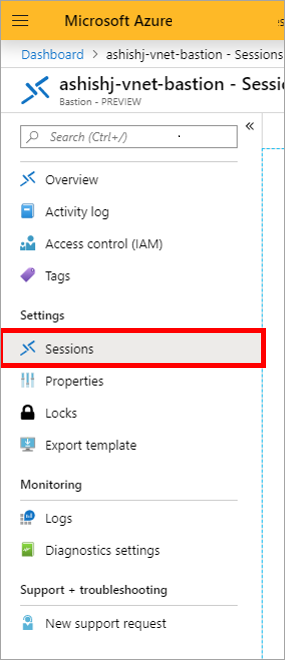 Microsoft Azure
Dashboard > ashishj-vnet-bastion - Sessions
ashishj-vnet-bastion - Sessi
Bastion - PREVIEW
Search (Ctrl+/)
«
Overview
Activity log
Access control (IAM)
Tags
Settings
Sessions
Properties
Locks
Export template
Monitoring
Logs
Diagnostics settings
Support + troubleshooting
New support request